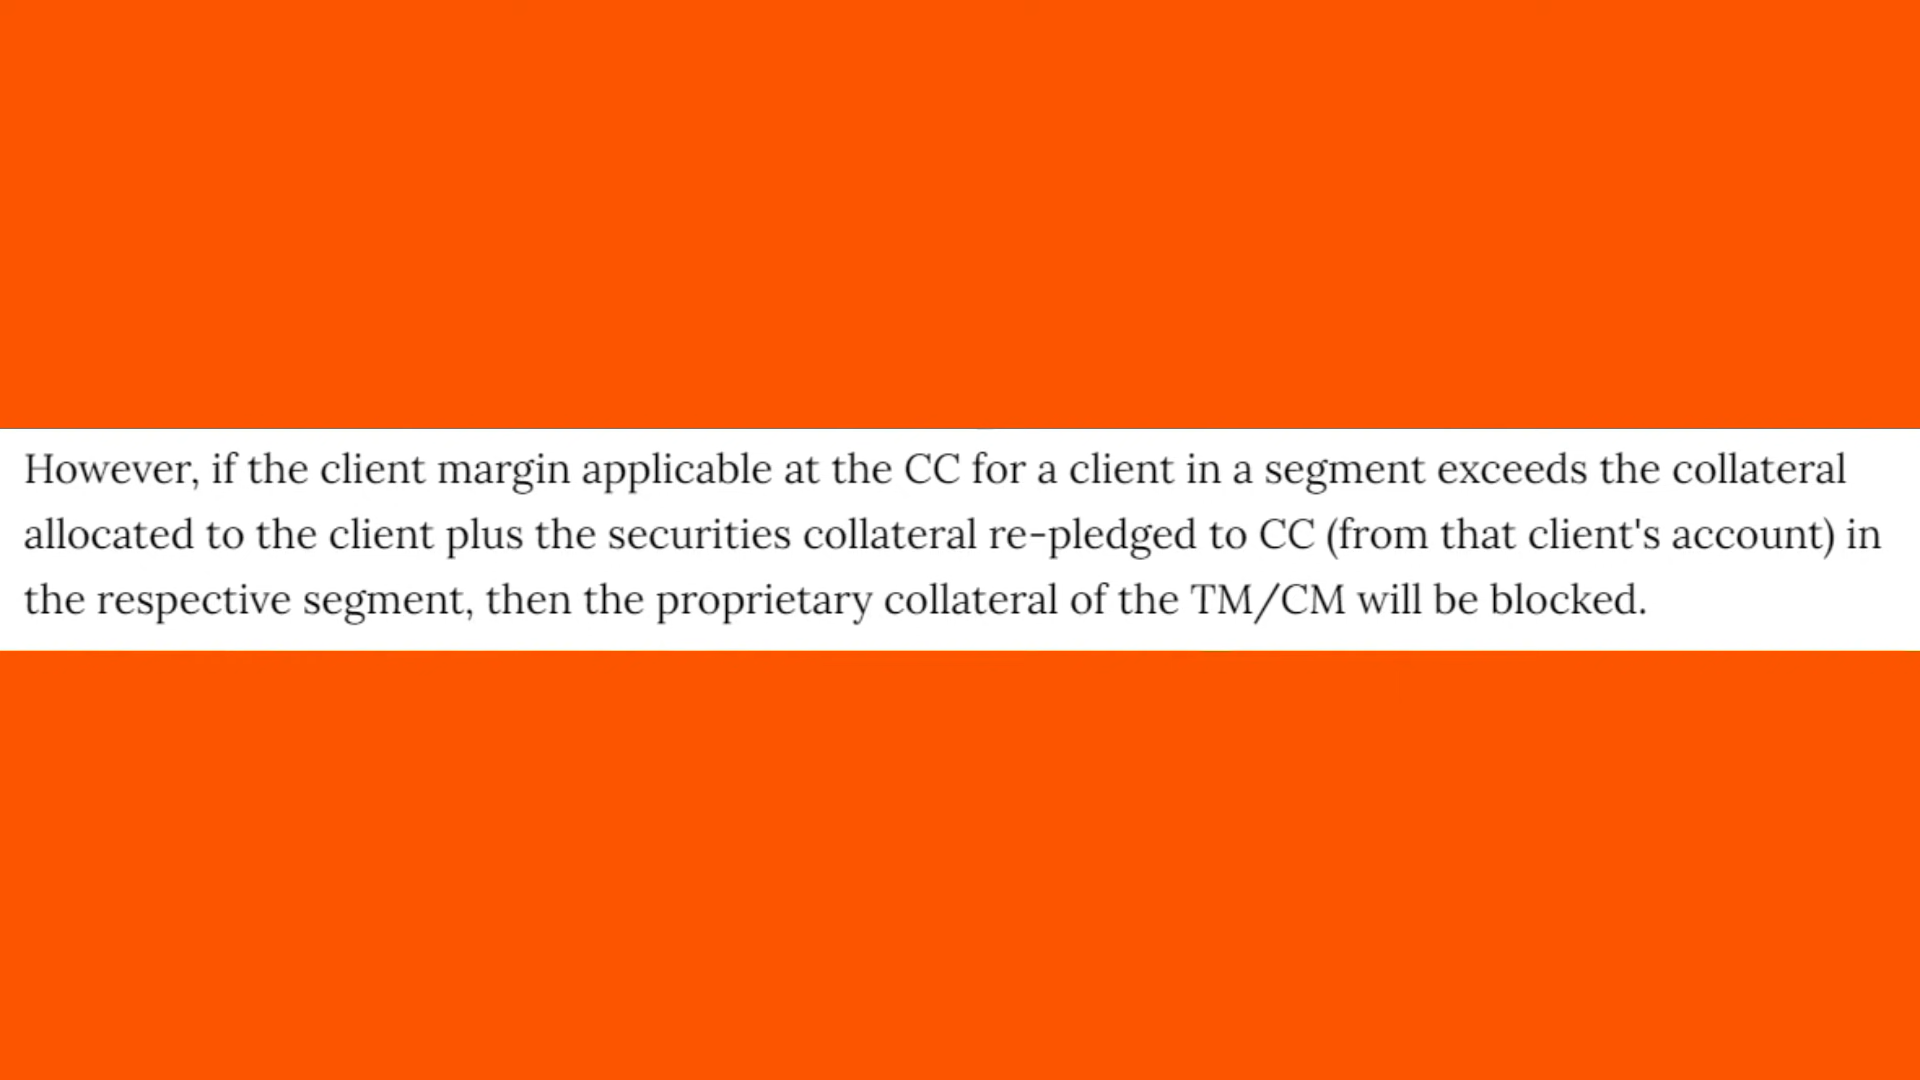 However, if the client margin applicable at the CC for a client in a segment exceeds the collateral
allocated to the client plus the securities collateral re-pledged to CC (from that client's account) in
the respective segment, then the proprietary collateral of the TM/CM will be blocked.